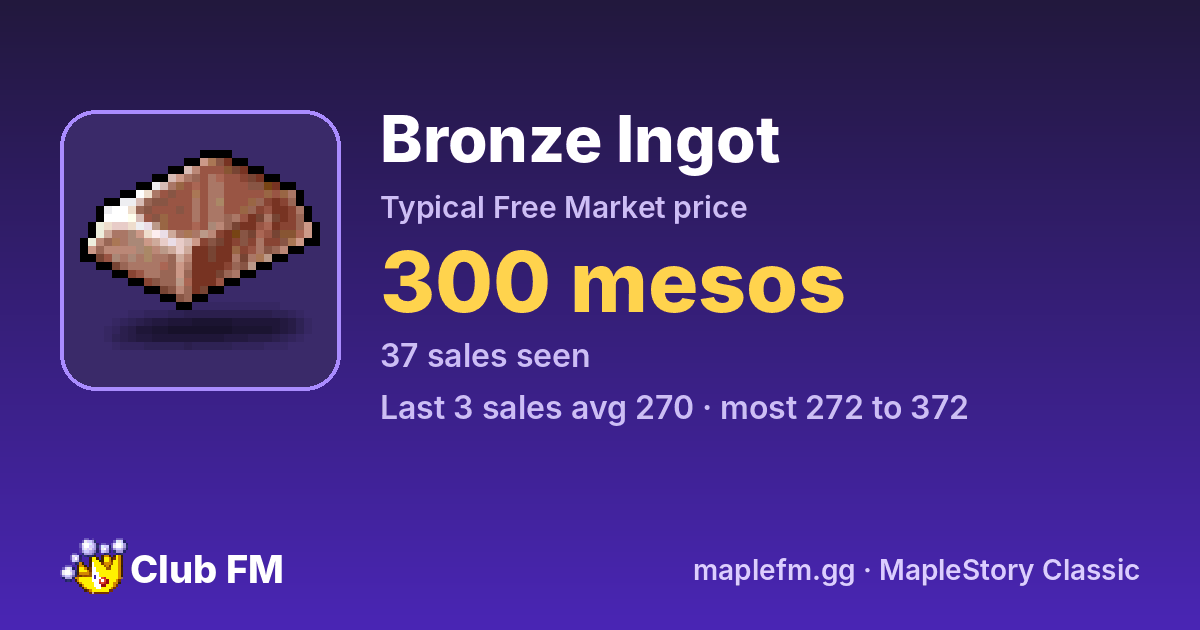 Bronze Ingot
Typical Free Market price
300 mesos
37 sales seen
Last 3 sales avg 270 · most 272 to 372
Club FM
maplefm.gg · MapleStory Classic